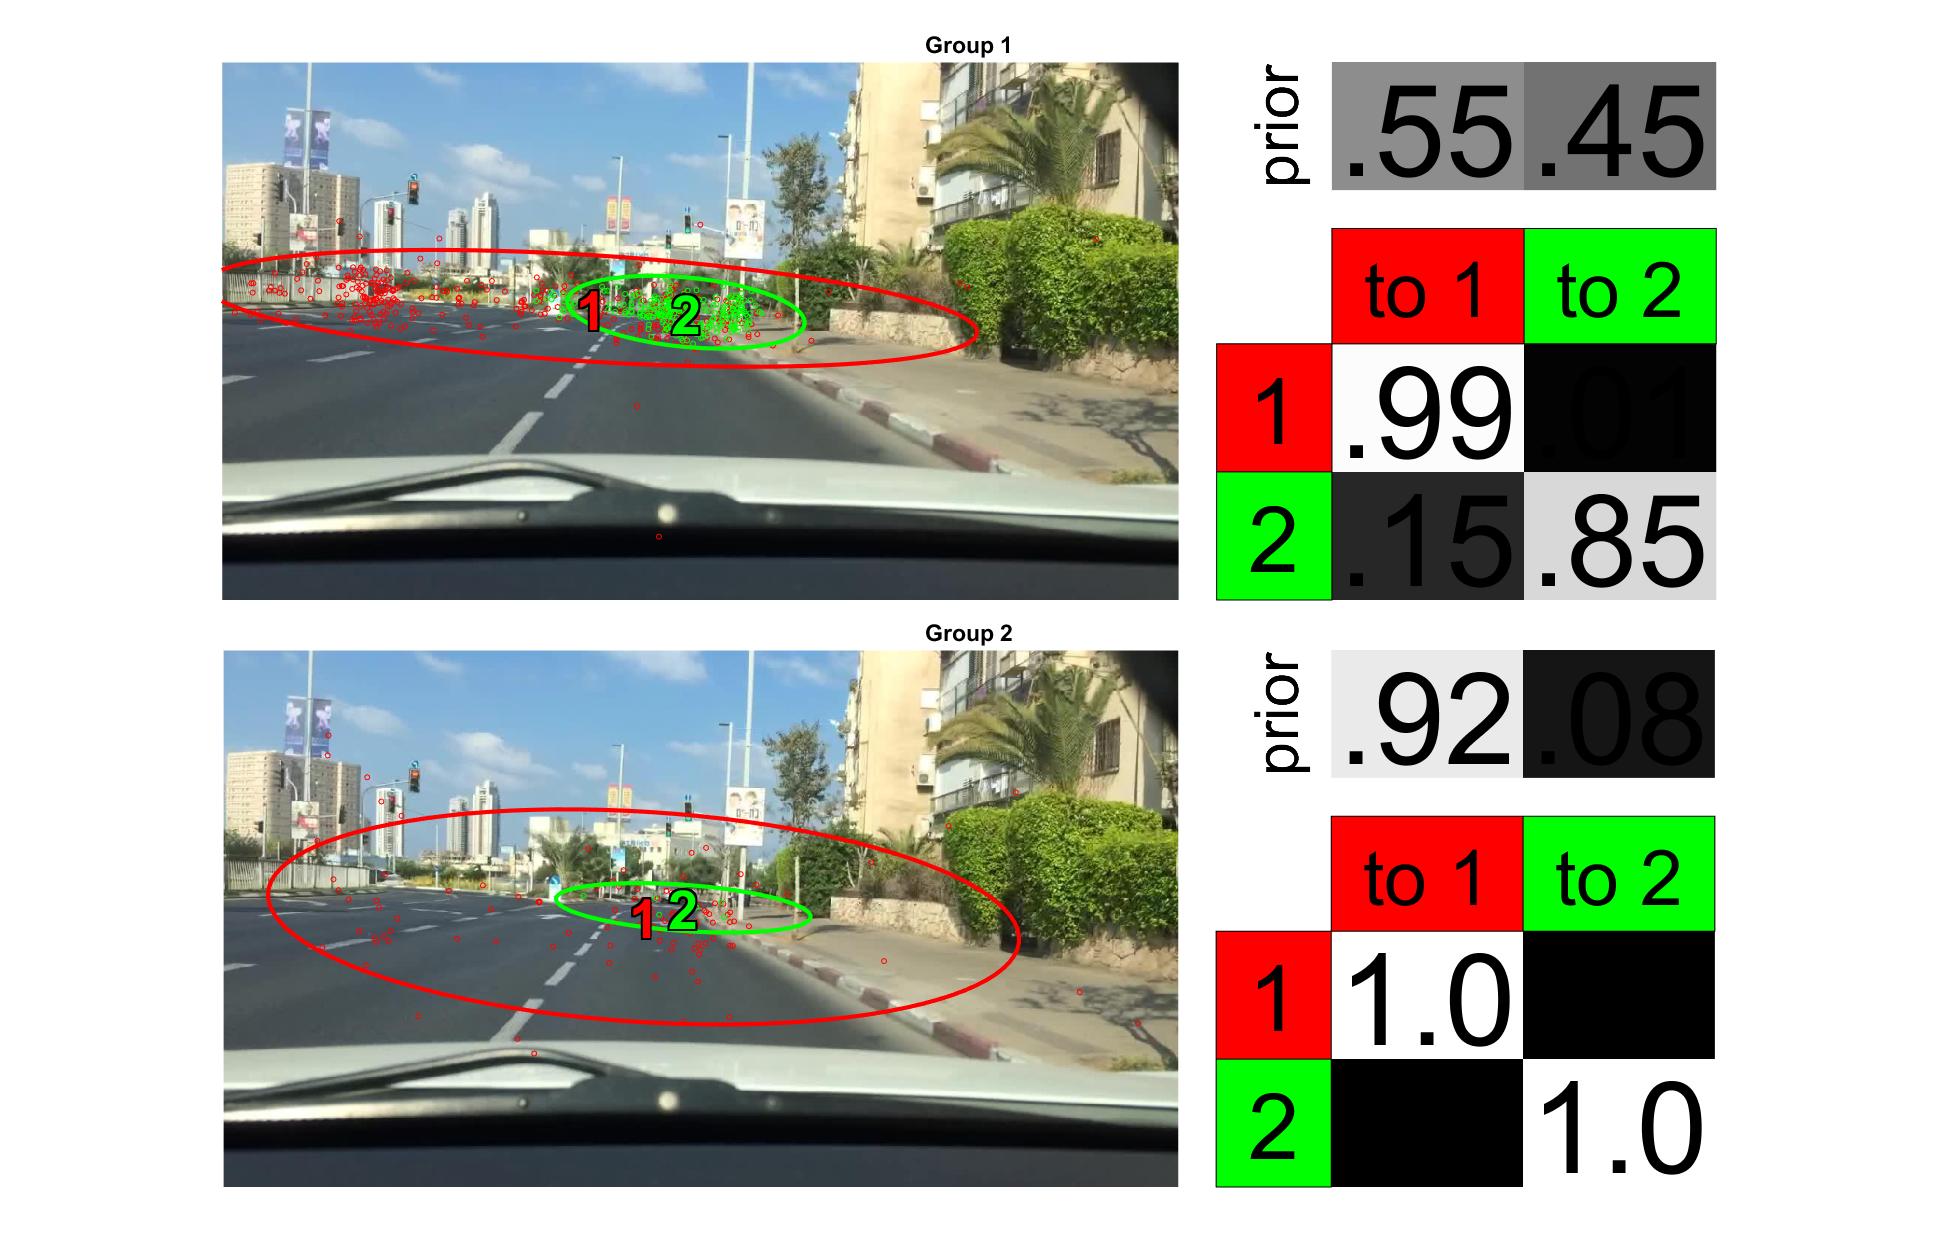 Group 1
1 2
prior .55 .45
to 1 to 2
1 .99 .01
2 .15 .85
Group 2
1 2
prior .92 .08
to 1 to 2
1 1.0
2 1.0